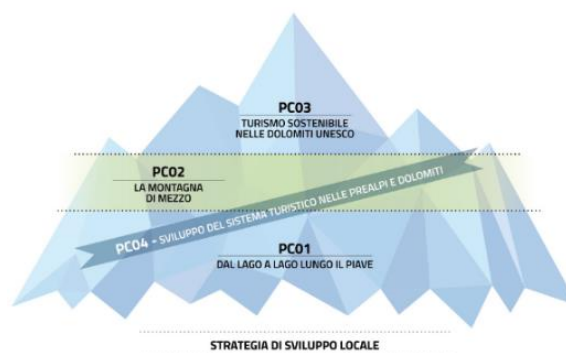 PC03
TURISMO SOSTENIBILE
NELLE DOLOMITI UNESCO
PC02
LA MONTAGNA
DI MEZZO
PC04 - SVILUPPO DEL SISTEMA TURISTICO NELLE PREALPI E DOLOMITI
PC01
DAL LAGO A LAGO LUNGO IL PIAVE
STRATEGIA DI SVILUPPO LOCALE